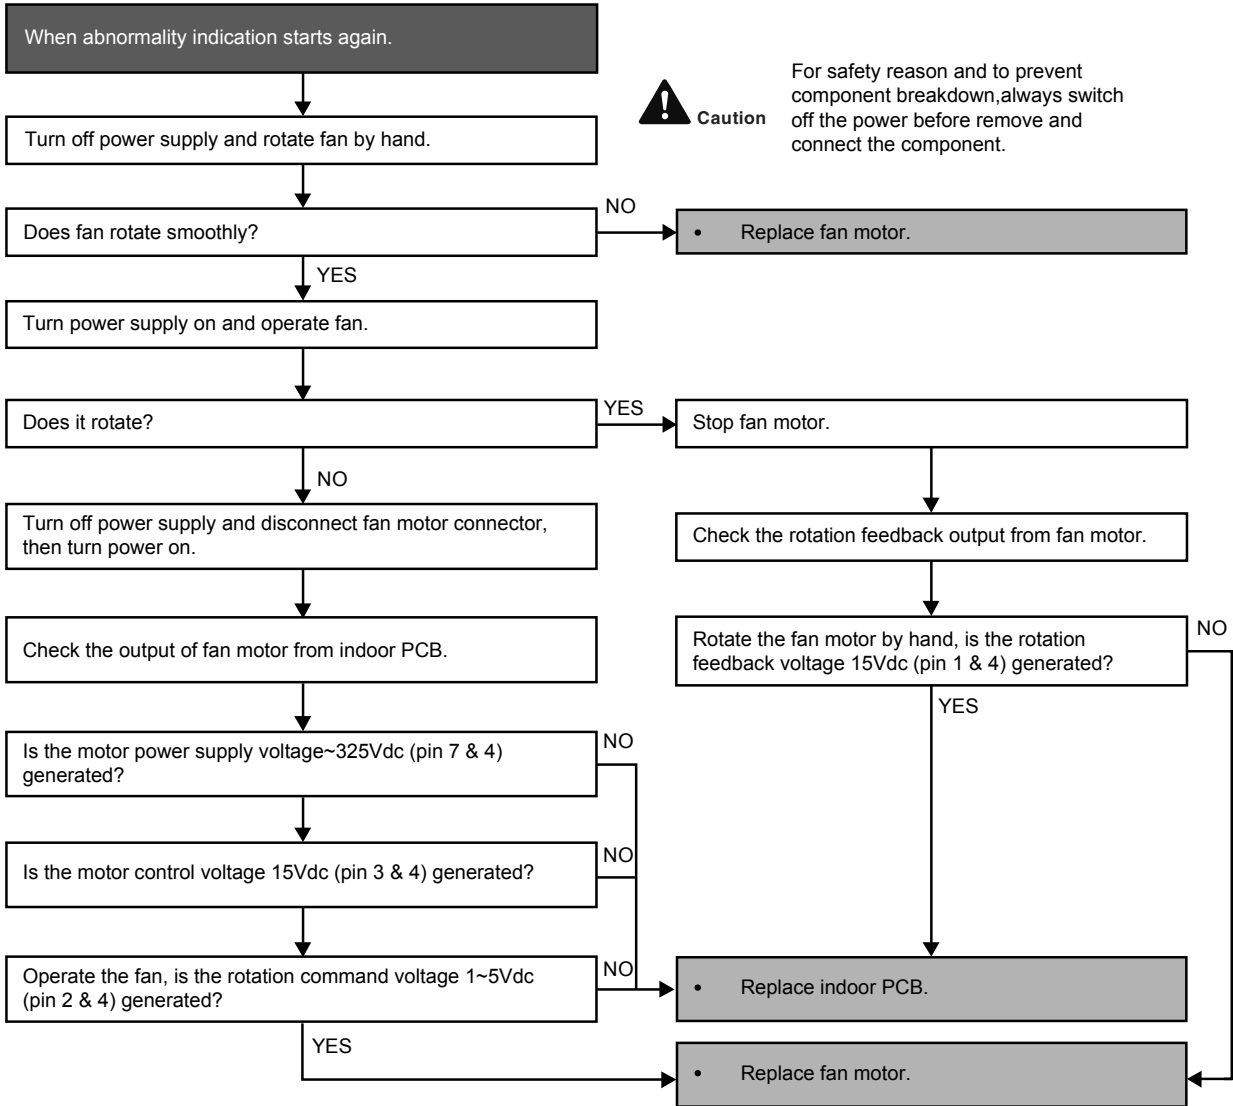 When abnormality indication starts again.
Caution
For safety reason and to prevent
component breakdown,always switch
off the power before remove and
connect the component.
Turn off power supply and rotate fan by hand.
Does fan rotate smoothly?
NO
• Replace fan motor.
YES
Turn power supply on and operate fan.
Does it rotate?
YES
Stop fan motor.
NO
Turn off power supply and disconnect fan motor connector,
then turn power on.
Check the rotation feedback output from fan motor.
Check the output of fan motor from indoor PCB.
Rotate the fan motor by hand, is the rotation
feedback voltage 15Vdc (pin 1 & 4) generated?
NO
YES
Is the motor power supply voltage~325Vdc (pin 7 & 4)
generated?
NO
Is the motor control voltage 15Vdc (pin 3 & 4) generated?
NO
Operate the fan, is the rotation command voltage 1~5Vdc
(pin 2 & 4) generated?
NO
• Replace indoor PCB.
YES
• Replace fan motor.